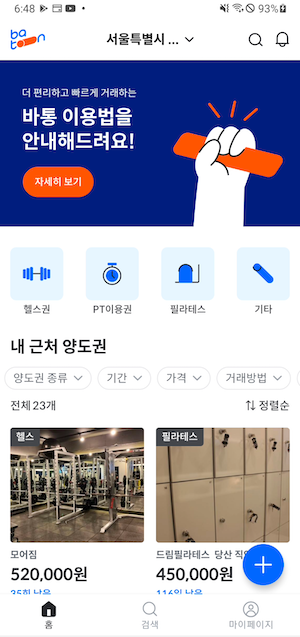 6:48
93%
baton
서울특별시 ...
더 편리하고 빠르게 거래하는
바통 이용법을
안내해드려요!
자세히 보기
헬스권
PT이용권
필라테스
기타
내 근처 양도권
양도권 종류
기간
가격
거래방법
전체 23개
정렬순
헬스
필라테스
모어짐
드림필라테스 당산 직영
520,000원
450,000원
35회 남음
116일 남음
홈
검색
마이페이지